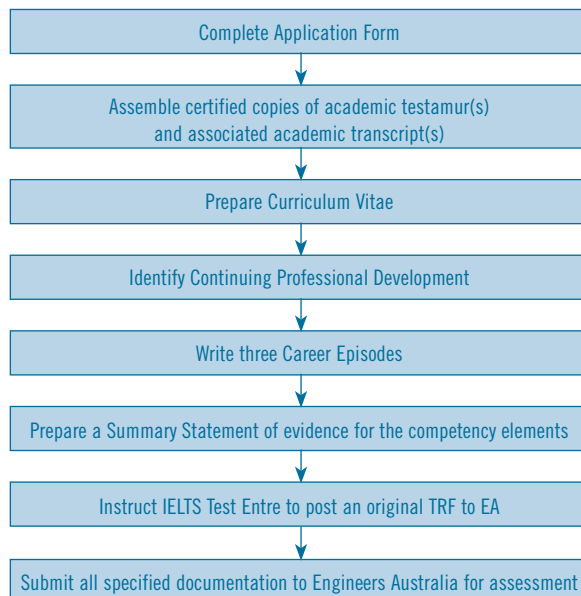 Complete Application Form
Assemble certified copies of academic testamur(s)
and associated academic transcript(s)
Prepare Curriculum Vitae
Identify Continuing Professional Development
Write three Career Episodes
Prepare a Summary Statement of evidence for the competency elements
Instruct IELTS Test Entre to post an original TRF to EA
Submit all specified documentation to Engineers Australia for assessment